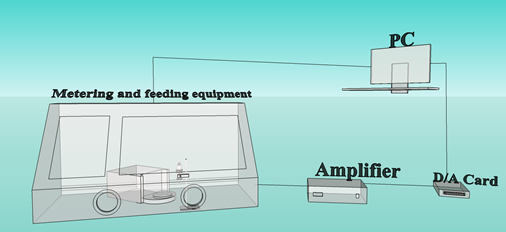 PC
Metering and feeding equipment
Amplifier
D/A Card